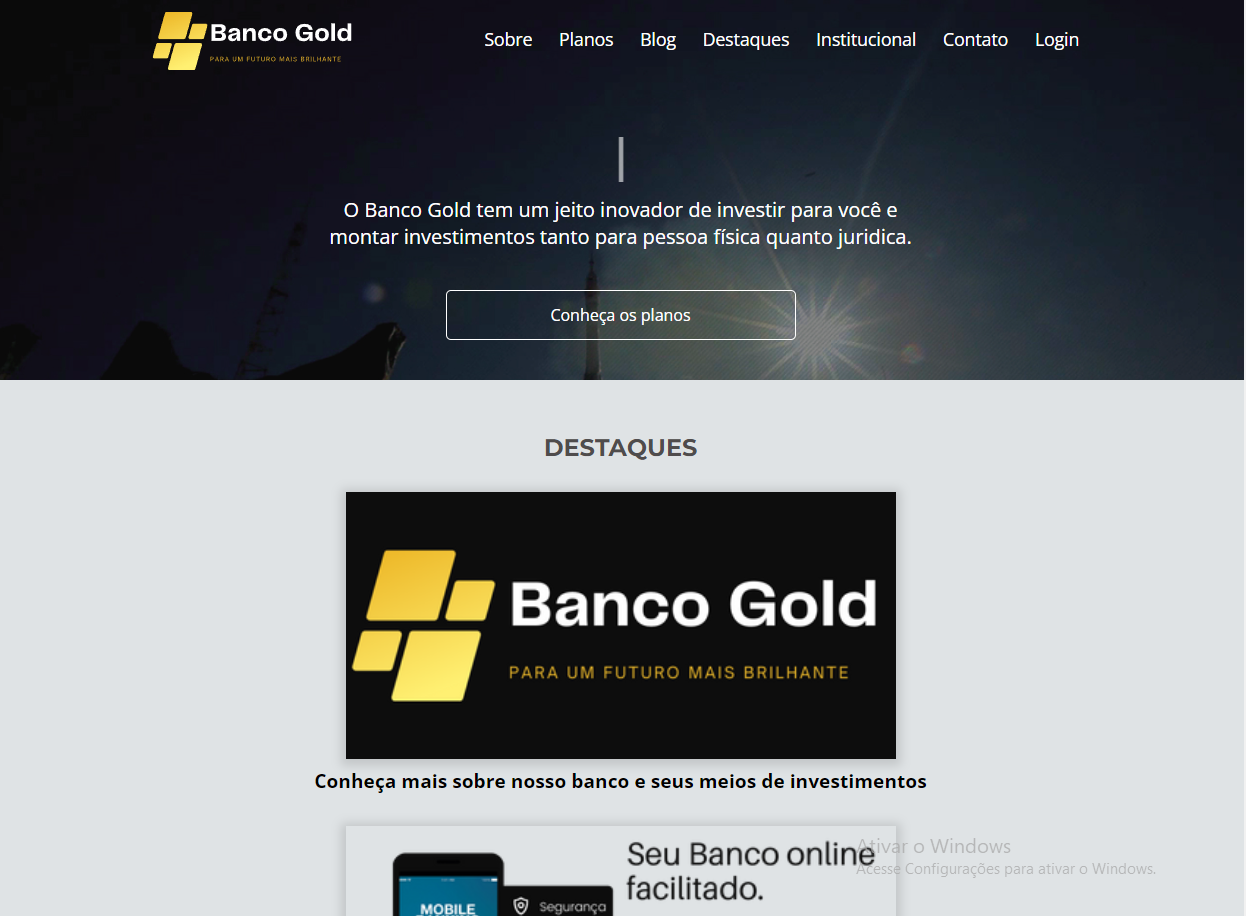 Banco Gold
PARA UM FUTURO MAIS BRILHANTE
Sobre Planos Blog Destaques Institucional Contato Login
O Banco Gold tem um jeito inovador de investir para você e
montar investimentos tanto para pessoa física quanto juridica.
Conheça os planos
DESTAQUES
Banco Gold
PARA UM FUTURO MAIS BRILHANTE
Conheça mais sobre nosso banco e seus meios de investimentos
Seu Banco online
facilitado.
MOBILE
Segurança
Ativar o Windows
Acesse Configurações para ativar o Windows.